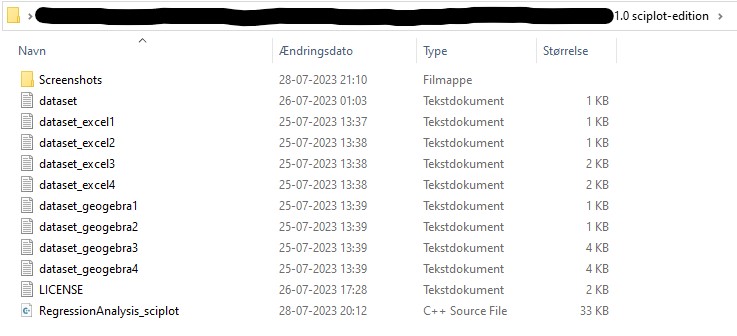 1.0 sciplot-edition
Navn Ændringsdato Type Størrelse
Screenshots 28-07-2023 21:10 Filmappe
dataset 26-07-2023 01:03 Tekstdokument 1 KB
dataset_excel1 25-07-2023 13:37 Tekstdokument 1 KB
dataset_excel2 25-07-2023 13:38 Tekstdokument 1 KB
dataset_excel3 25-07-2023 13:38 Tekstdokument 2 KB
dataset_excel4 25-07-2023 13:38 Tekstdokument 2 KB
dataset_geogebra1 25-07-2023 13:39 Tekstdokument 1 KB
dataset_geogebra2 25-07-2023 13:39 Tekstdokument 1 KB
dataset_geogebra3 25-07-2023 13:39 Tekstdokument 4 KB
dataset_geogebra4 25-07-2023 13:39 Tekstdokument 4 KB
LICENSE 26-07-2023 17:28 Tekstdokument 2 KB
RegressionAnalysis_sciplot 28-07-2023 20:12 C++ Source File 33 KB